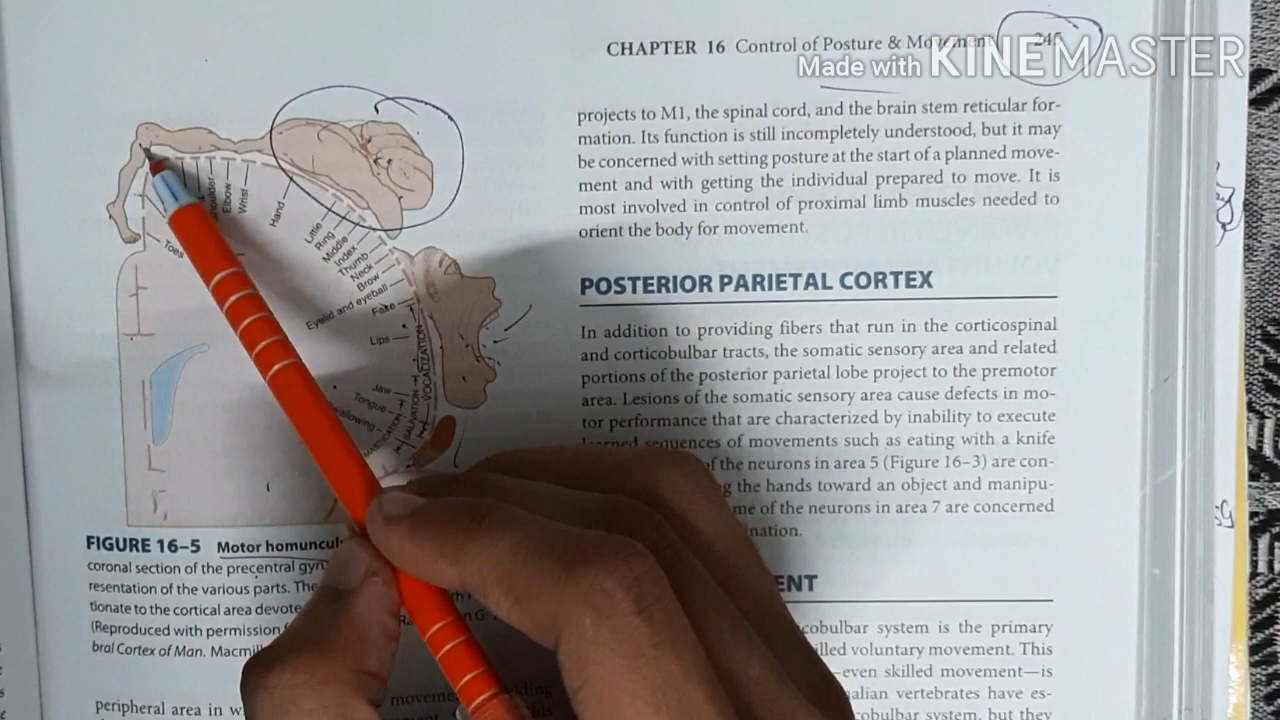 CHAPTER 16 Control of Posture & Movement 245
Made with KINEMASTER
Shoulder
Elbow
Wrist
Hand
Little
Ring
Middle
Index
Thumb
Neck
Brow
Eyelid and eyeball
Face
Lips
Jaw
Tongue
Toes
VOCALIZATION
SALIVATION
MASTICATION
FIGURE 16–5 Motor
coronal section of the precentral
resentation of the various parts. The
tionate to the cortical area
(Reproduced with permission
bral Cortex of Man.
peripheral area in
projects to M1, the spinal cord, and the brain stem reticular for-
mation. Its function is still incompletely understood, but it may
be concerned with setting posture at the start of a planned move-
ment and with getting the individual prepared to move. It is
most involved in control of proximal limb muscles needed to
orient the body for movement.
POSTERIOR PARIETAL CORTEX
In addition to providing fibers that run in the corticospinal
and corticobulbar tracts, the somatic sensory area and related
portions of the posterior parietal lobe project to the premotor
area. Lesions of the somatic sensory area cause defects in mo-
tor performance that are characterized by inability to execute
learned sequences of movements such as eating with a knife
of the neurons in area 5 (Figure 16–3) are con-
the hands toward an object and manipu-
of the neurons in area 7 are concerned
system is the primary
voluntary movement. This
—even skilled movement—is
vertebrates have es-
system, but they